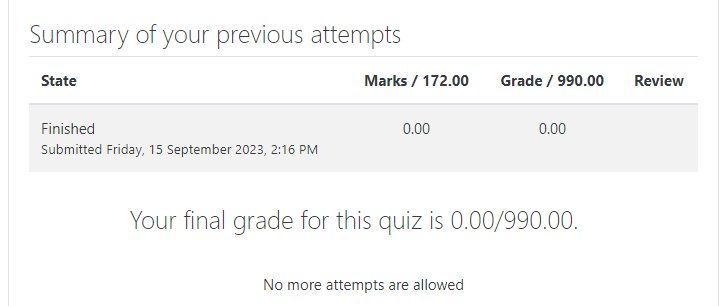 Summary of your previous attempts
State Marks / 172.00 Grade / 990.00 Review
Finished 0.00 0.00
Submitted Friday, 15 September 2023, 2:16 PM
Your final grade for this quiz is 0.00/990.00.
No more attempts are allowed